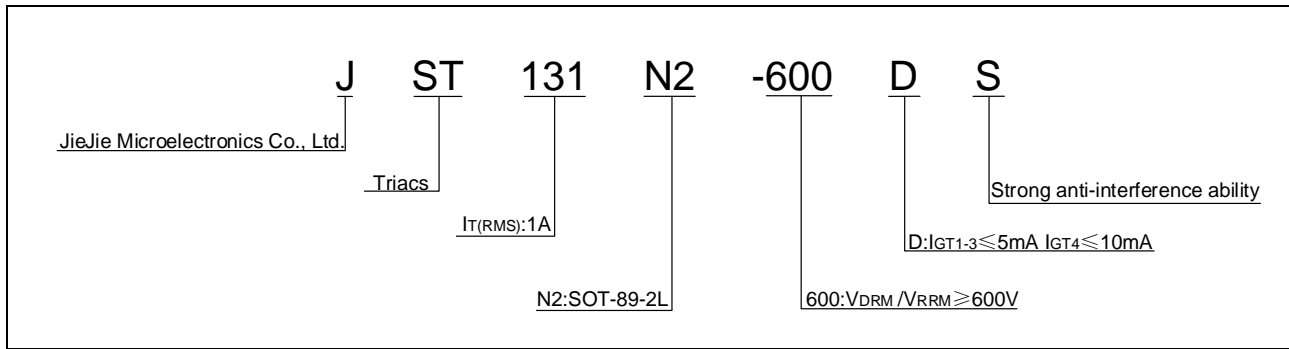 J ST 131 N2 -600 D S
JieJie Microelectronics Co., Ltd.
Triacs
Strong anti-interference ability
IT(RMS):1A
D:IGT1-3≤5mA IGT4≤10mA
N2:SOT-89-2L
600:VDRM /VRRM≥600V